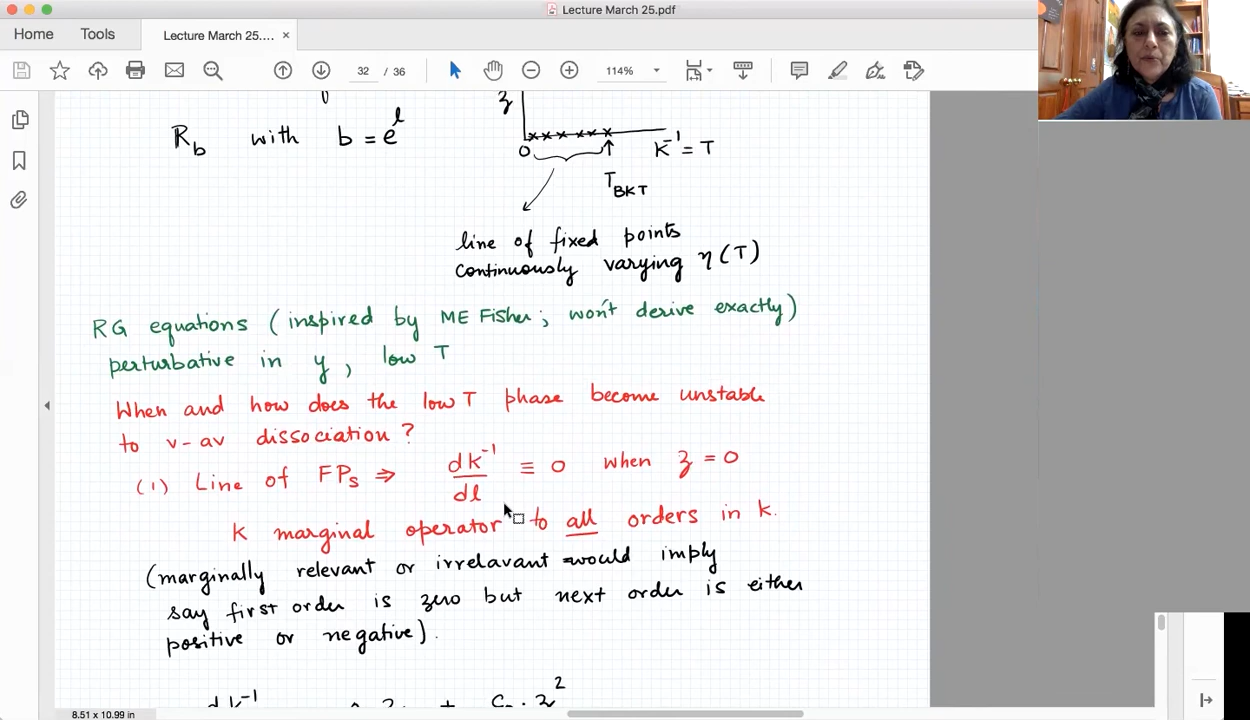 Lecture March 25.pdf
Home Tools Lecture March 25.... ×
32 / 36 114%
z
R_b with b = e^l
0 K^-1 = T
T_BKT
line of fixed points
continuously varying η(T)
RG equations (inspired by ME Fisher; won't derive exactly)
perturbative in y, low T
When and how does the low T phase become unstable
to v-av dissociation?
(1) Line of FPs ⇒ dK^-1/dl ≡ 0 when z = 0
K marginal operator to all orders in K.
(marginally relevant or irrelavant would imply
say first order is zero but next order is either
positive or negative).
8.51 x 10.99 in